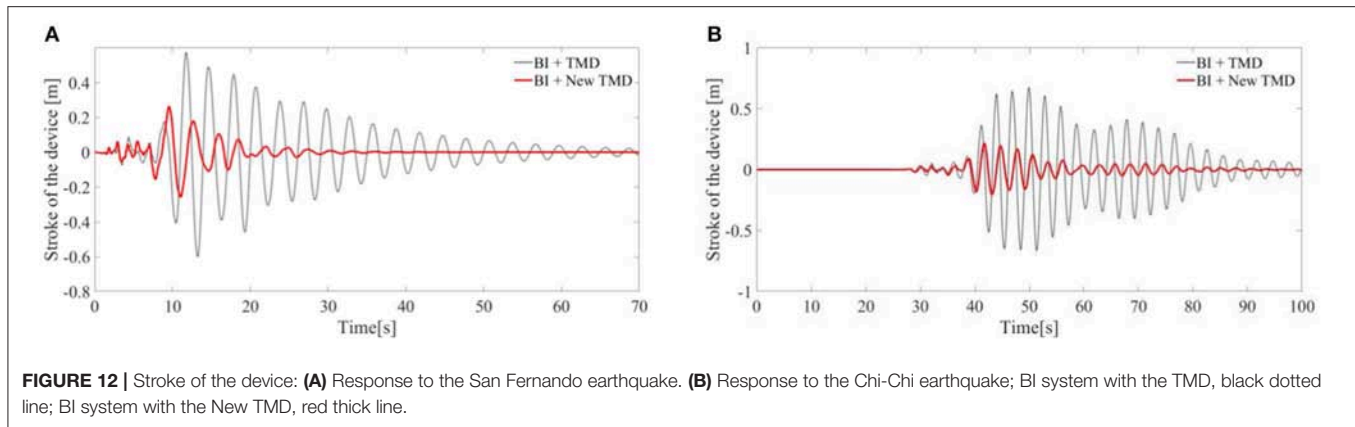 A
Stroke of the device [m]
0.4
0.2
0
-0.2
-0.4
-0.6
-0.8
BI + TMD
BI + New TMD
0 10 20 30 40 50 60 70
Time[s]
B
Stroke of the device [m]
1
0.5
0
-0.5
-1
BI + TMD
BI + New TMD
0 10 20 30 40 50 60 70 80 90 100
Time[s]
FIGURE 12 | Stroke of the device: (A) Response to the San Fernando earthquake. (B) Response to the Chi-Chi earthquake; BI system with the TMD, black dotted
line; BI system with the New TMD, red thick line.